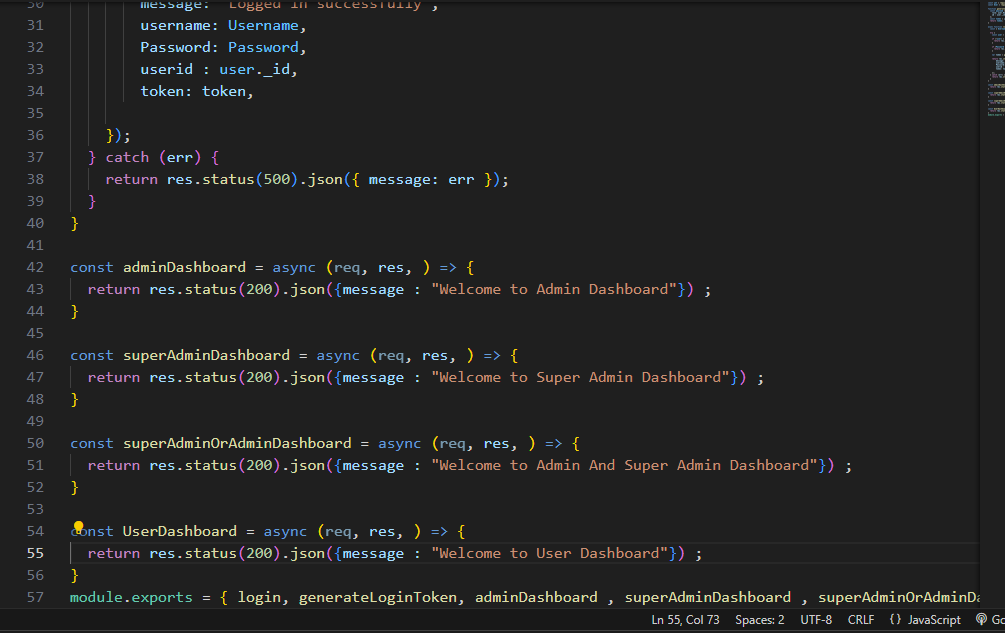 30 message: "Logged in successfully",
31 username: Username,
32 Password: Password,
33 userid : user._id,
34 token: token,
35
36 });
37 } catch (err) {
38 return res.status(500).json({ message: err });
39 }
40 }
41
42 const adminDashboard = async (req, res, ) => {
43 return res.status(200).json({message : "Welcome to Admin Dashboard"}) ;
44 }
45
46 const superAdminDashboard = async (req, res, ) => {
47 return res.status(200).json({message : "Welcome to Super Admin Dashboard"}) ;
48 }
49
50 const superAdminOrAdminDashboard = async (req, res, ) => {
51 return res.status(200).json({message : "Welcome to Admin And Super Admin Dashboard"}) ;
52 }
53
54 const UserDashboard = async (req, res, ) => {
55 return res.status(200).json({message : "Welcome to User Dashboard"}) ;
56 }
57 module.exports = { login, generateLoginToken, adminDashboard , superAdminDashboard , superAdminOrAdminDa
Ln 55, Col 73 Spaces: 2 UTF-8 CRLF {} JavaScript Go